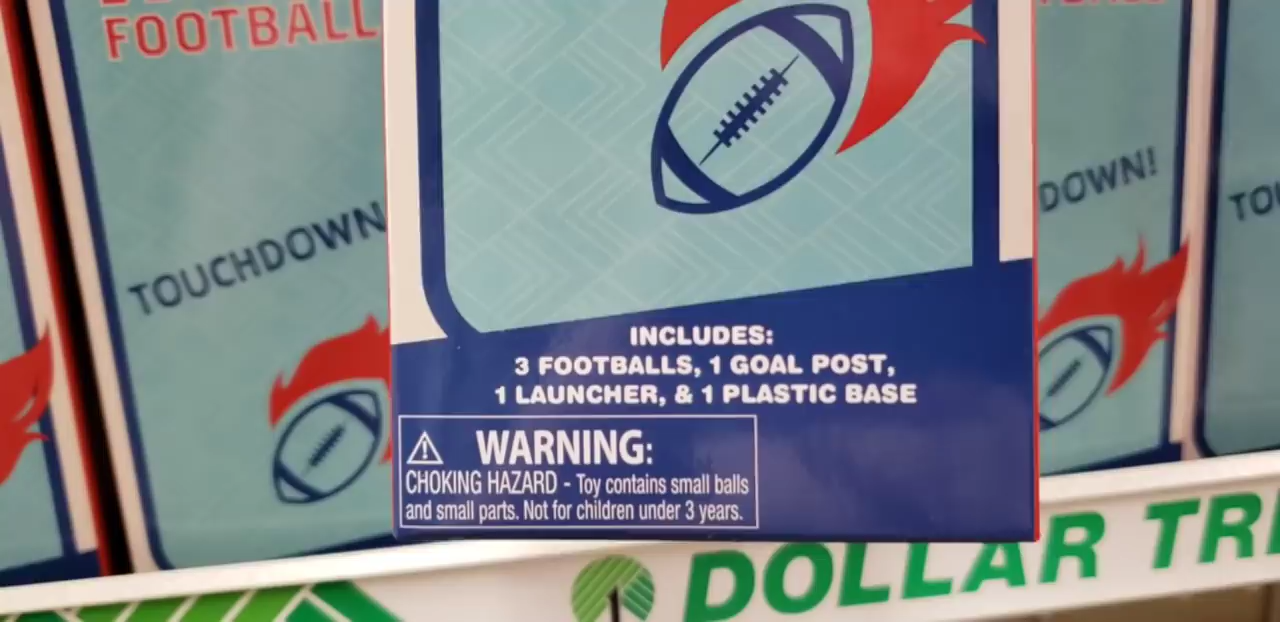 FOOTBALL
TOUCHDOWN
DOWN!
INCLUDES:
3 FOOTBALLS, 1 GOAL POST,
1 LAUNCHER, & 1 PLASTIC BASE
WARNING:
CHOKING HAZARD - Toy contains small balls
and small parts. Not for children under 3 years.
DOLLAR TR